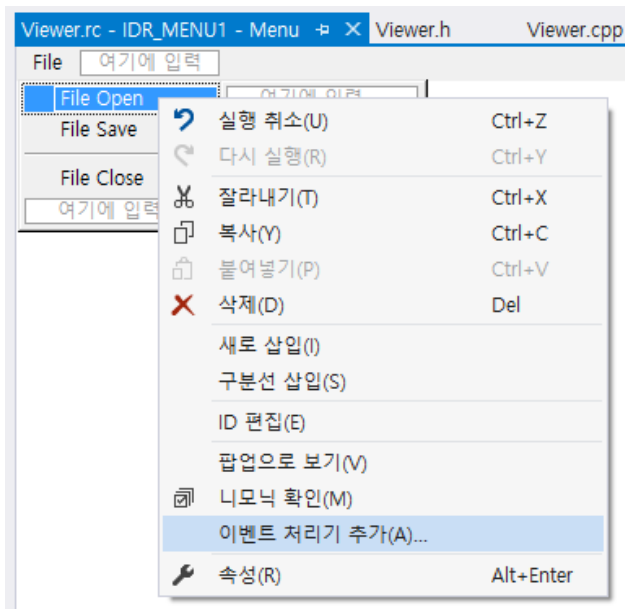 Viewer.rc - IDR_MENU1 - Menu Viewer.h Viewer.cpp
File 여기에 입력
File Open 여기에 입력
File Save
File Close
여기에 입력
실행 취소(U) Ctrl+Z
다시 실행(R) Ctrl+Y
잘라내기(T) Ctrl+X
복사(Y) Ctrl+C
붙여넣기(P) Ctrl+V
삭제(D) Del
새로 삽입(I)
구분선 삽입(S)
ID 편집(E)
팝업으로 보기(V)
니모닉 확인(M)
이벤트 처리기 추가(A)...
속성(R) Alt+Enter